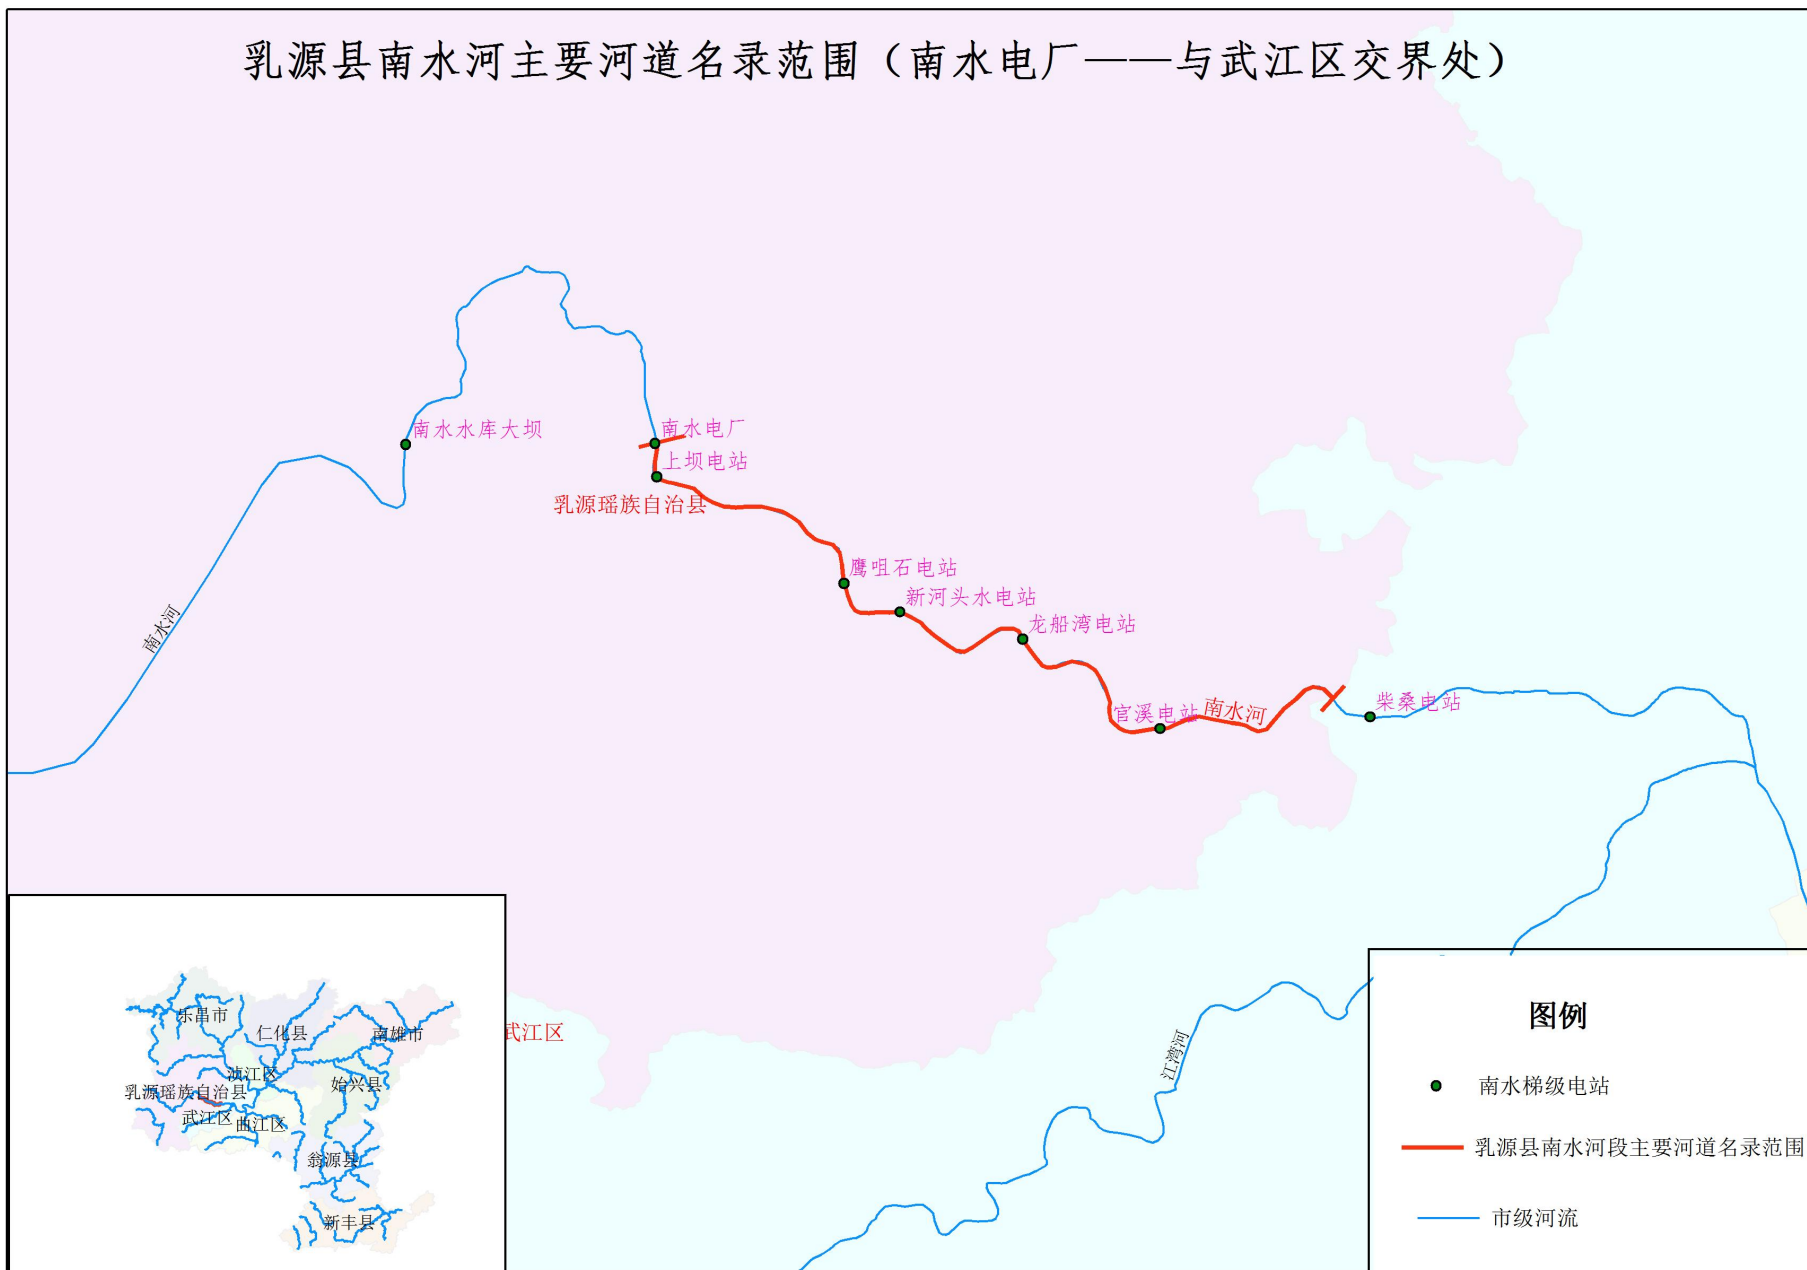 乳源县南水河主要河道名录范围（南水电厂——与武江区交界处）
南水水库大坝
南水电厂
上坝电站
乳源瑶族自治县
鹰咀石电站
新河头水电站
龙船湾电站
南水河
官溪电站
南水河
柴桑电站
武江区
江湾河
乐昌市
仁化县
南雄市
浈江区
始兴县
乳源瑶族自治县
武江区
曲江区
翁源县
新丰县
图例
南水梯级电站
乳源县南水河段主要河道名录范围
市级河流